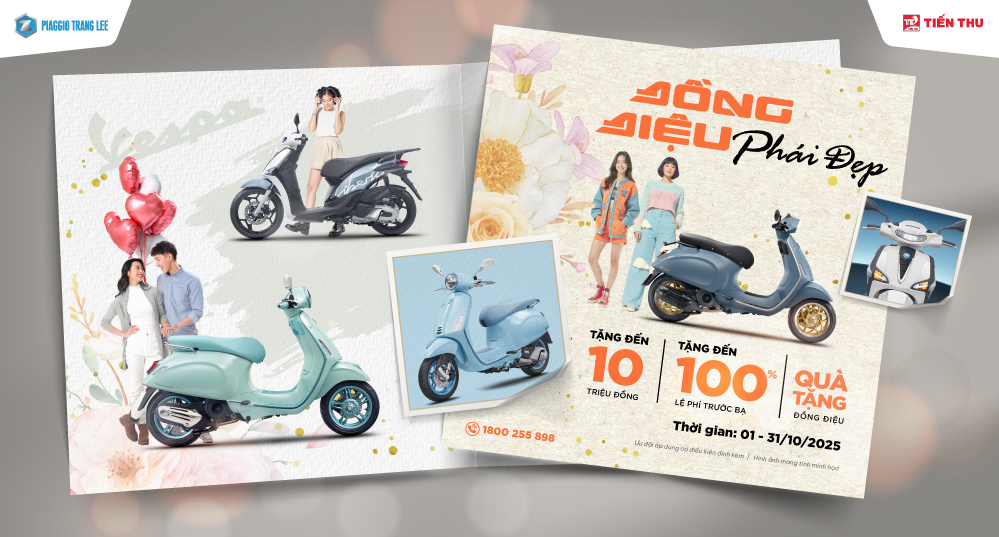 PIAGGIO TRANG LEE
TIẾN THU
Vespa
Liberty
ĐỒNG
ĐIỆU Phái Đẹp
TẶNG ĐẾN
10
TRIỆU ĐỒNG
TẶNG ĐẾN
100%
LỆ PHÍ TRƯỚC BẠ
QUÀ
TẶNG
ĐỒNG ĐIỆU
Thời gian: 01 - 31/10/2025
1800 255 898
Ưu đãi áp dụng có điều kiện đính kèm | Hình ảnh mang tính minh họa